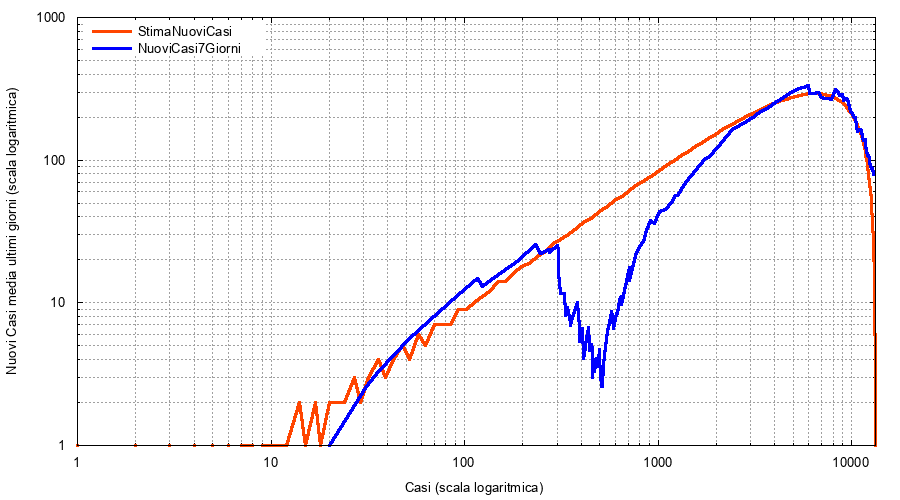 1000
StimaNuoviCasi
NuoviCasi7Giorni
100
10
1
1
10
100
1000
10000
Nuovi Casi media ultimi giorni (scala logaritmica)
Casi (scala logaritmica)